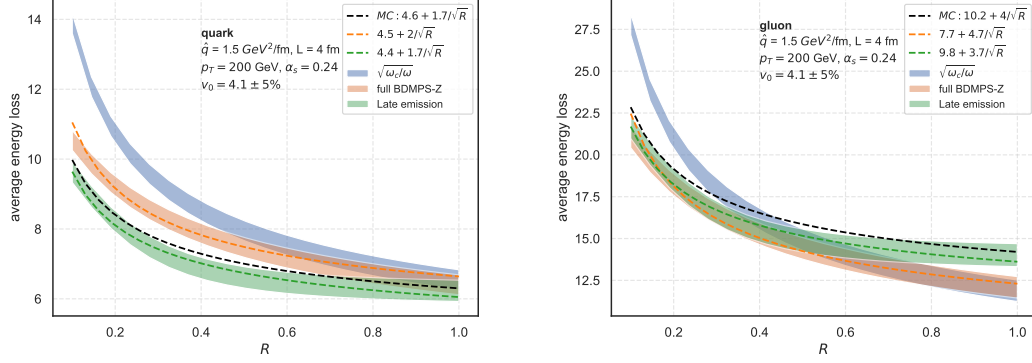 14
12
10
8
6
average energy loss
0.2
0.4
0.6
0.8
1.0
R
quark
q̂ = 1.5 GeV²/fm, L = 4 fm
p_T = 200 GeV, α_s = 0.24
v_0 = 4.1 ± 5%
MC: 4.6 + 1.7/√R
4.5 + 2/√R
4.4 + 1.7/√R
√ω_c/ω
full BDMPS-Z
Late emission
27.5
25.0
22.5
20.0
17.5
15.0
12.5
average energy loss
0.2
0.4
0.6
0.8
1.0
R
gluon
q̂ = 1.5 GeV²/fm, L = 4 fm
p_T = 200 GeV, α_s = 0.24
v_0 = 4.1 ± 5%
MC: 10.2 + 4/√R
7.7 + 4.7/√R
9.8 + 3.7/√R
√ω_c/ω
full BDMPS-Z
Late emission